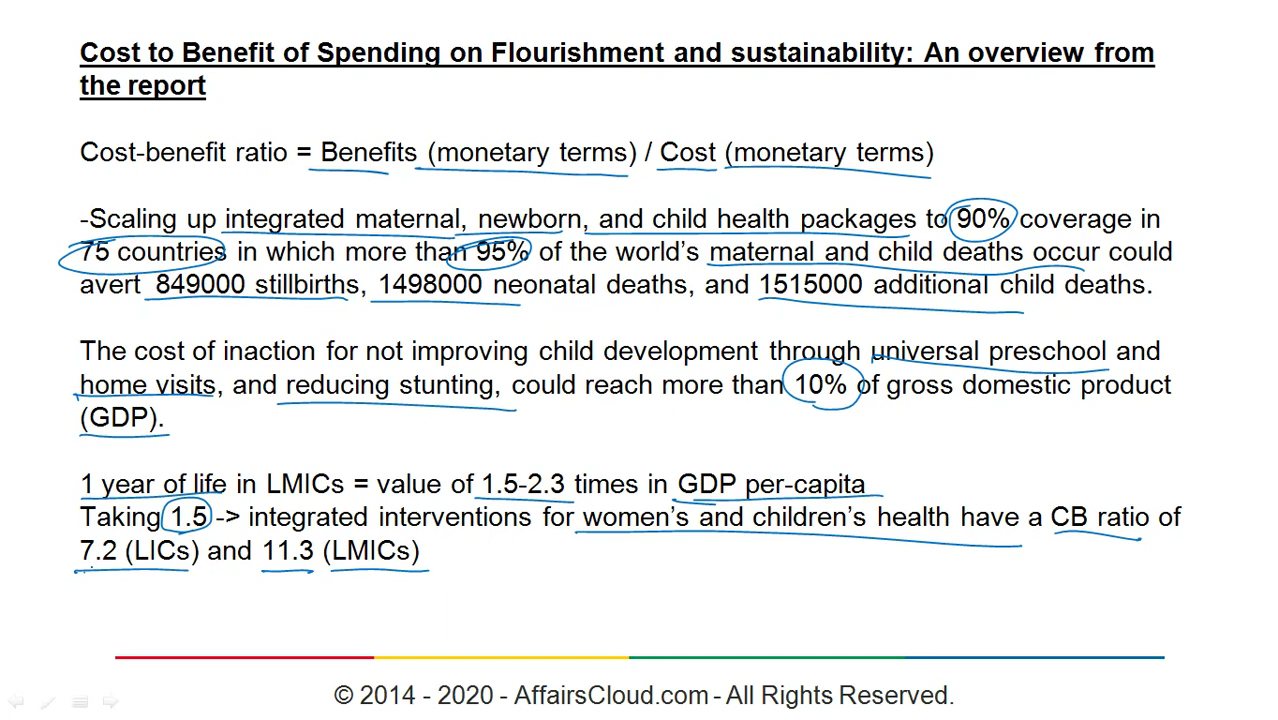 Cost to Benefit of Spending on Flourishment and sustainability: An overview from
the report
Cost-benefit ratio = Benefits (monetary terms) / Cost (monetary terms)
-Scaling up integrated maternal, newborn, and child health packages to 90% coverage in
75 countries in which more than 95% of the world's maternal and child deaths occur could
avert 849000 stillbirths, 1498000 neonatal deaths, and 1515000 additional child deaths.
The cost of inaction for not improving child development through universal preschool and
home visits, and reducing stunting, could reach more than 10% of gross domestic product
(GDP).
1 year of life in LMICs = value of 1.5-2.3 times in GDP per-capita
Taking 1.5 -> integrated interventions for women's and children's health have a CB ratio of
7.2 (LICs) and 11.3 (LMICs)
© 2014 - 2020 - AffairsCloud.com - All Rights Reserved.